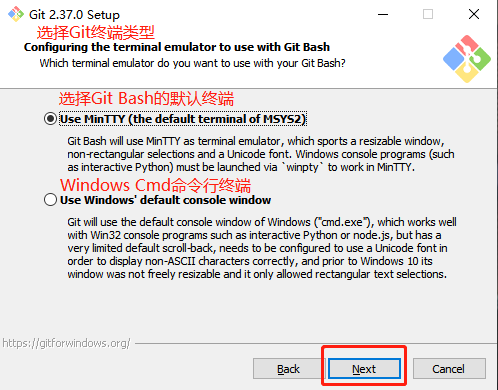 Git 2.37.0 Setup
选择Git终端类型
Configuring the terminal emulator to use with Git Bash
Which terminal emulator do you want to use with your Git Bash?
选择Git Bash的默认终端
Use MinTTY (the default terminal of MSYS2)
Git Bash will use MinTTY as terminal emulator, which sports a resizable window,
non-rectangular selections and a Unicode font. Windows console programs (such
as interactive Python) must be launched via `winpty` to work in MinTTY.
Windows Cmd命令行终端
Use Windows' default console window
Git will use the default console window of Windows ("cmd.exe"), which works well
with Win32 console programs such as interactive Python or node.js, but has a
very limited default scroll-back, needs to be configured to use a Unicode font in
order to display non-ASCII characters correctly, and prior to Windows 10 its
window was not freely resizable and it only allowed rectangular text selections.
https://gitforwindows.org/
Back
Next
Cancel